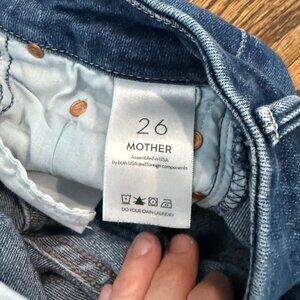 26
MOTHER
Assembled in USA
by both USA and foreign components
DO YOUR OWN LAUNDRY